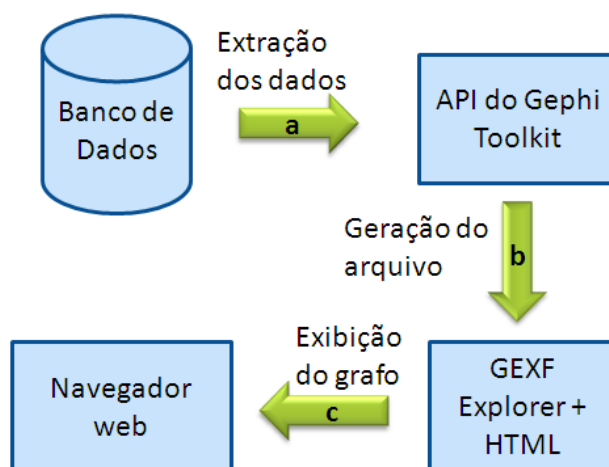 Extração
dos dados
Banco de
Dados
a
API do Gephi
Toolkit
Geração do
arquivo
b
GEXF
Explorer +
HTML
Exibição
do grafo
c
Navegador
web